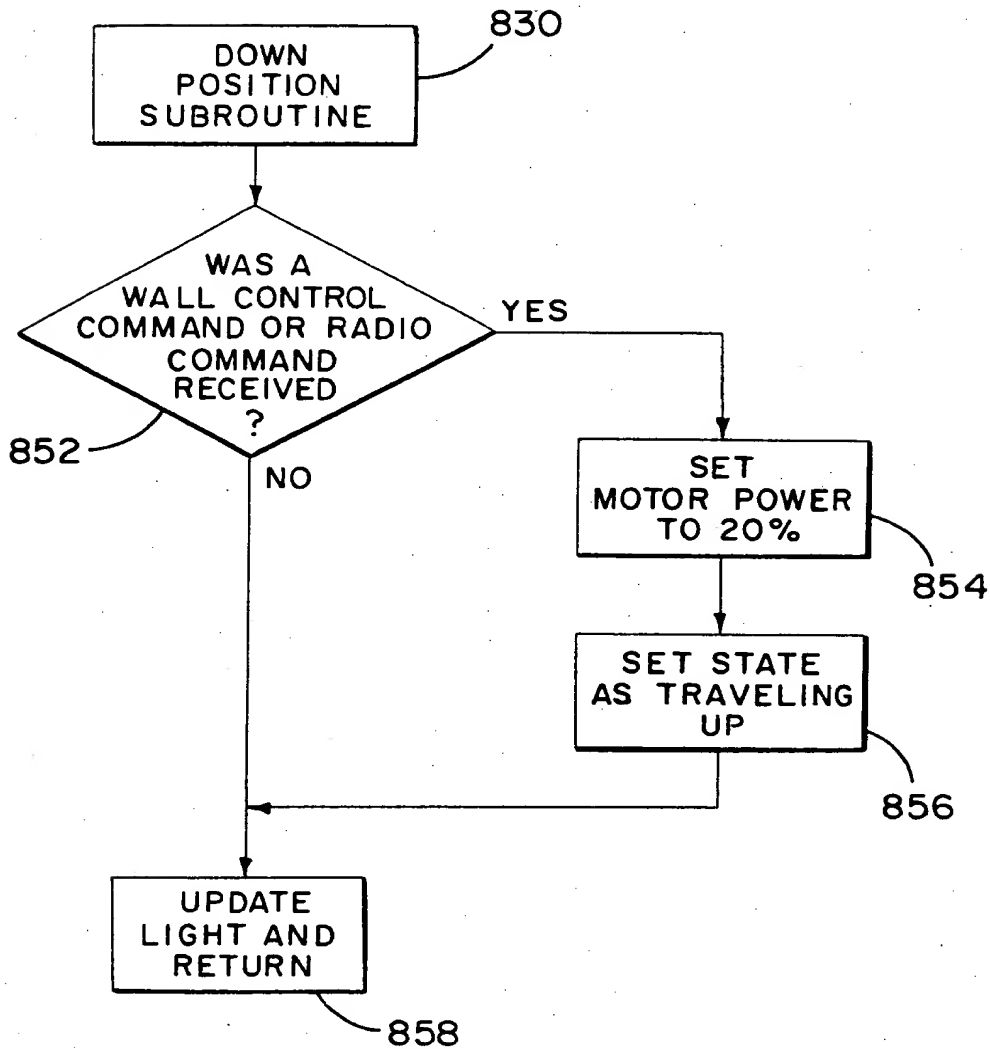 830
DOWN
POSITION
SUBROUTINE
WAS A
WALL CONTROL
COMMAND OR RADIO
COMMAND
RECEIVED
?
YES
852
NO
SET
MOTOR POWER
TO 20%
854
SET STATE
AS TRAVELING
UP
856
UPDATE
LIGHT AND
RETURN
858